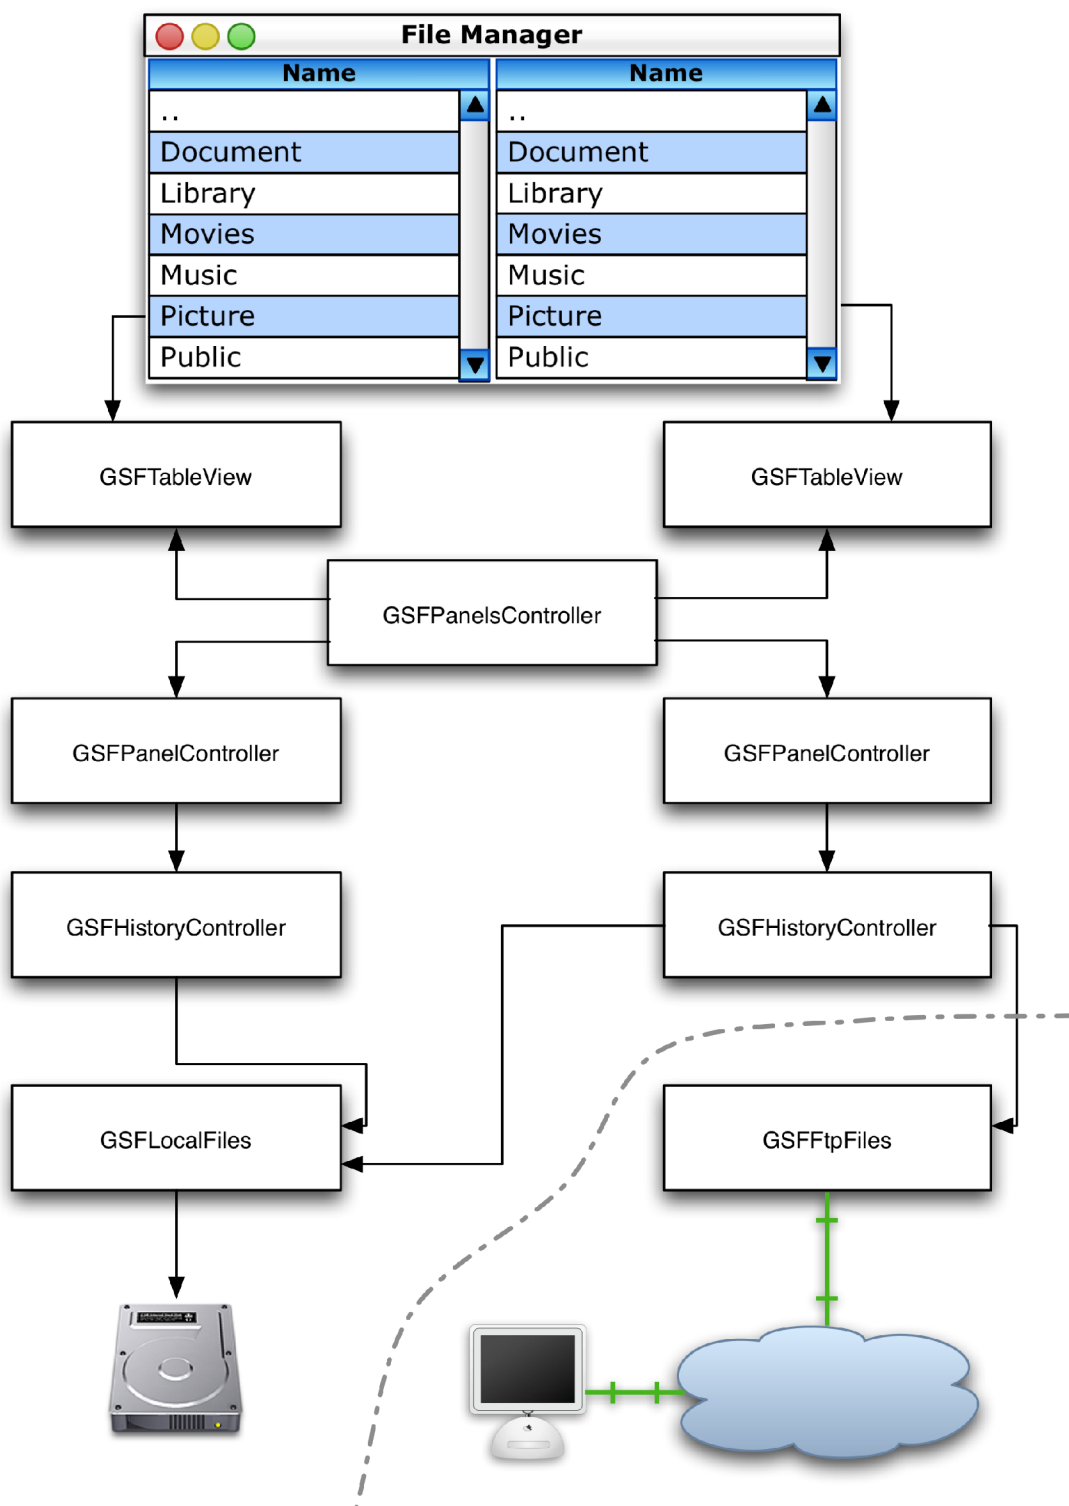 File Manager
Name
Name
..
..
Document
Document
Library
Library
Movies
Movies
Music
Music
Picture
Picture
Public
Public
GSFTableView
GSFTableView
GSFPanelsController
GSFPanelController
GSFPanelController
GSFHistoryController
GSFHistoryController
GSFLocalFiles
GSFFtpFiles